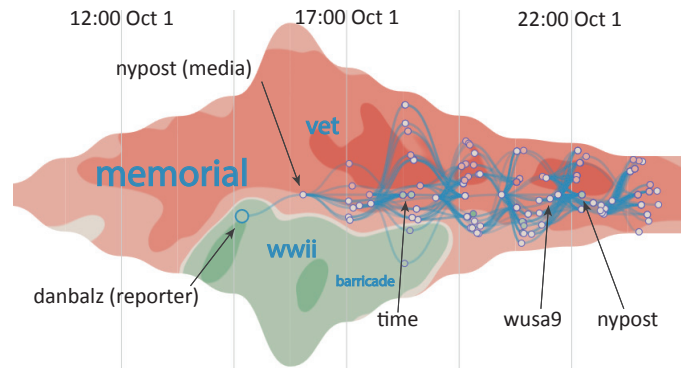 12:00 Oct 1
17:00 Oct 1
22:00 Oct 1
nypost (media)
vet
memorial
wwii
barricade
danbalz (reporter)
time
wusa9
nypost